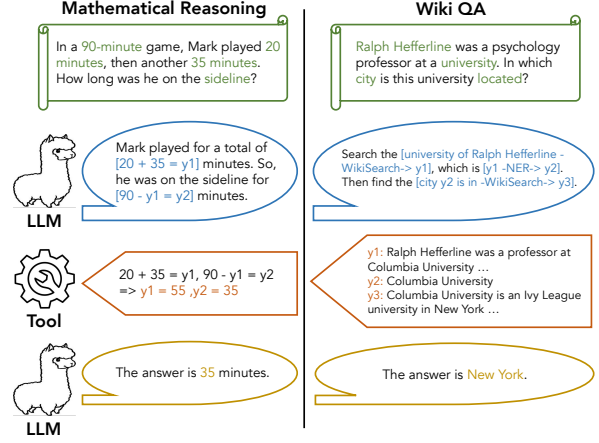 Mathematical Reasoning
In a 90-minute game, Mark played 20
minutes, then another 35 minutes.
How long was he on the sideline?
LLM
Mark played for a total of
[20 + 35 = y1] minutes. So,
he was on the sideline for
[90 - y1 = y2] minutes.
Tool
20 + 35 = y1, 90 - y1 = y2
=> y1 = 55 ,y2 = 35
LLM
The answer is 35 minutes.
Wiki QA
Ralph Hefferline was a psychology
professor at a university. In which
city is this university located?
Search the [university of Ralph Hefferline -
WikiSearch-> y1], which is [y1 -NER-> y2].
Then find the [city y2 is in -WikiSearch-> y3].
y1: Ralph Hefferline was a professor at
Columbia University ...
y2: Columbia University
y3: Columbia University is an Ivy League
university in New York ...
The answer is New York.